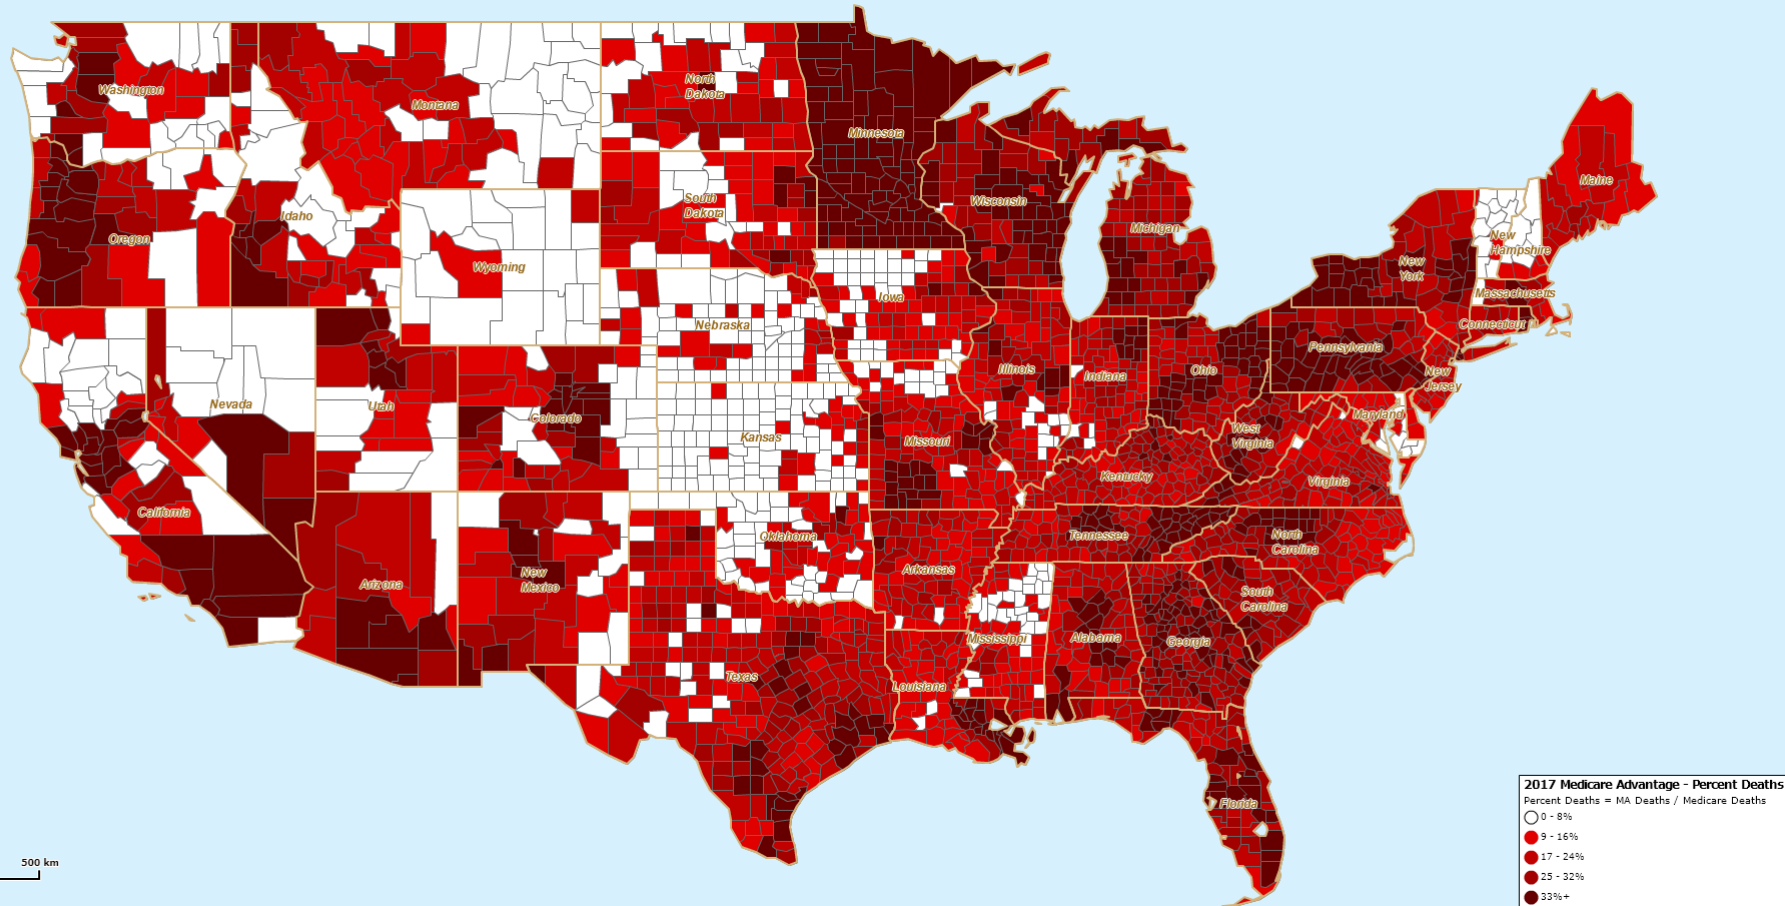 Washington
Montana
North
Dakota
Minnesota
Maine
Oregon
Idaho
South
Dakota
Wisconsin
Michigan
New
York
New
Hampshire
Wyoming
Massachusetts
Iowa
Nebraska
Connecticut
Pennsylvania
New
Jersey
Illinois
Indiana
Ohio
Nevada
Utah
Colorado
Kansas
Missouri
West
Virginia
Maryland
Kentucky
Virginia
California
Oklahoma
Tennessee
North
Carolina
Arizona
New
Mexico
Arkansas
South
Carolina
Mississippi
Alabama
Georgia
Texas
Louisiana
Florida
500 km
2017 Medicare Advantage - Percent Deaths
Percent Deaths = MA Deaths / Medicare Deaths
0 - 8%
9 - 16%
17 - 24%
25 - 32%
33%+